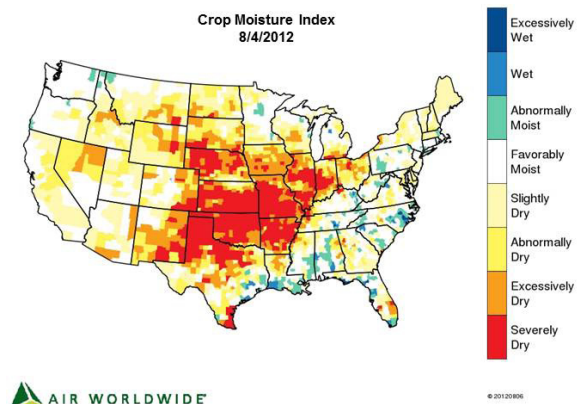 Crop Moisture Index
8/4/2012
Excessively
Wet
Wet
Abnormally
Moist
Favorably
Moist
Slightly
Dry
Abnormally
Dry
Excessively
Dry
Severely
Dry
AIR WORLDWIDE
© 20120806